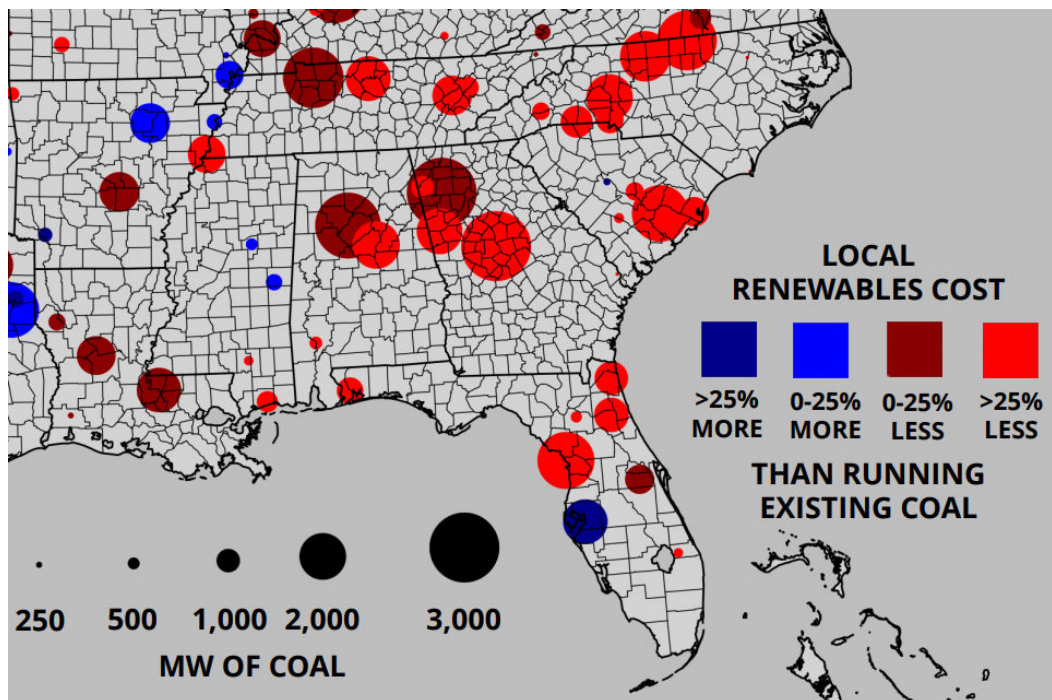 LOCAL
RENEWABLES COST
>25%
MORE
0-25%
MORE
0-25%
LESS
>25%
LESS
THAN RUNNING
EXISTING COAL
250
500
1,000
2,000
3,000
MW OF COAL